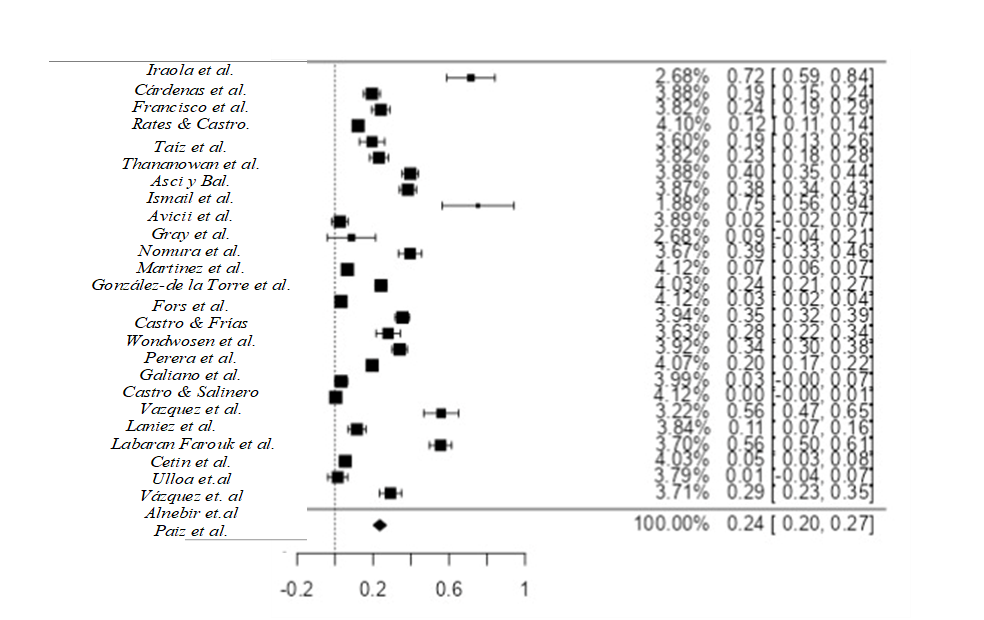 Iraola et al. 2.68% 0.72 [ 0.59, 0.84]
Cárdenas et al. 3.88% 0.19 [ 0.15, 0.24]
Francisco et al. 3.82% 0.24 [ 0.19, 0.29]
Rates & Castro. 4.10% 0.12 [ 0.11, 0.14]
Taíz et al. 3.60% 0.19 [ 0.13, 0.26]
Thananowan et al. 3.82% 0.23 [ 0.18, 0.28]
Asci y Bal. 3.88% 0.40 [ 0.35, 0.44]
Ismail et al. 3.87% 0.38 [ 0.34, 0.43]
Avicii et al. 1.88% 0.75 [ 0.56, 0.94]
Gray et al. 3.89% 0.02 [-0.02, 0.07]
Nomura et al. 2.68% 0.09 [-0.04, 0.21]
Martinez et al. 3.67% 0.39 [ 0.33, 0.46]
González-de la Torre et al. 4.12% 0.07 [ 0.06, 0.07]
Fors et al. 4.03% 0.24 [ 0.21, 0.27]
Castro & Frías 4.12% 0.03 [ 0.02, 0.04]
Wondwosen et al. 3.94% 0.35 [ 0.32, 0.39]
Perera et al. 3.63% 0.28 [ 0.22, 0.34]
Galiano et al. 3.92% 0.34 [ 0.30, 0.38]
Castro & Salinero 4.07% 0.20 [ 0.17, 0.22]
Vazquez et al. 3.99% 0.03 [-0.00, 0.07]
Laniez et al. 4.12% 0.00 [-0.00, 0.01]
Labaran Farouk et al. 3.22% 0.56 [ 0.47, 0.65]
Cetin et al. 3.84% 0.11 [ 0.07, 0.16]
Ulloa et.al 3.70% 0.56 [ 0.50, 0.61]
Vázquez et. al 4.03% 0.05 [ 0.03, 0.08]
Alnebir et.al 3.79% 0.01 [-0.04, 0.07]
Paiz et al. 3.71% 0.29 [ 0.23, 0.35]
100.00% 0.24 [ 0.20, 0.27]
-0.2 0.2 0.6 1